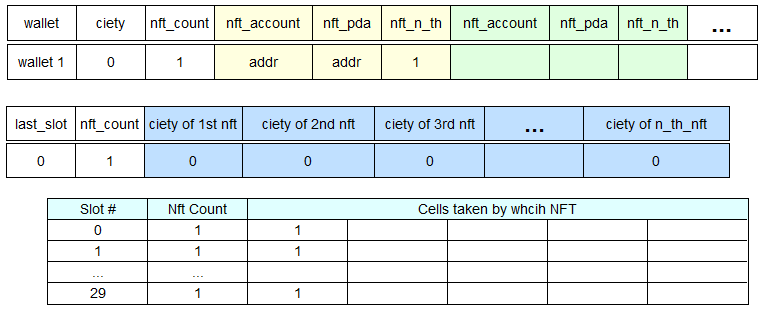 wallet ciety nft_count nft_account nft_pda nft_n_th nft_account nft_pda nft_n_th ...
wallet 1 0 1 addr addr 1
last_slot nft_count ciety of 1st nft ciety of 2nd nft ciety of 3rd nft ... ciety of n_th_nft
0 1 0 0 0 0
Slot # Nft Count Cells taken by whcih NFT
0 1 1
1 1 1
... ...
29 1 1